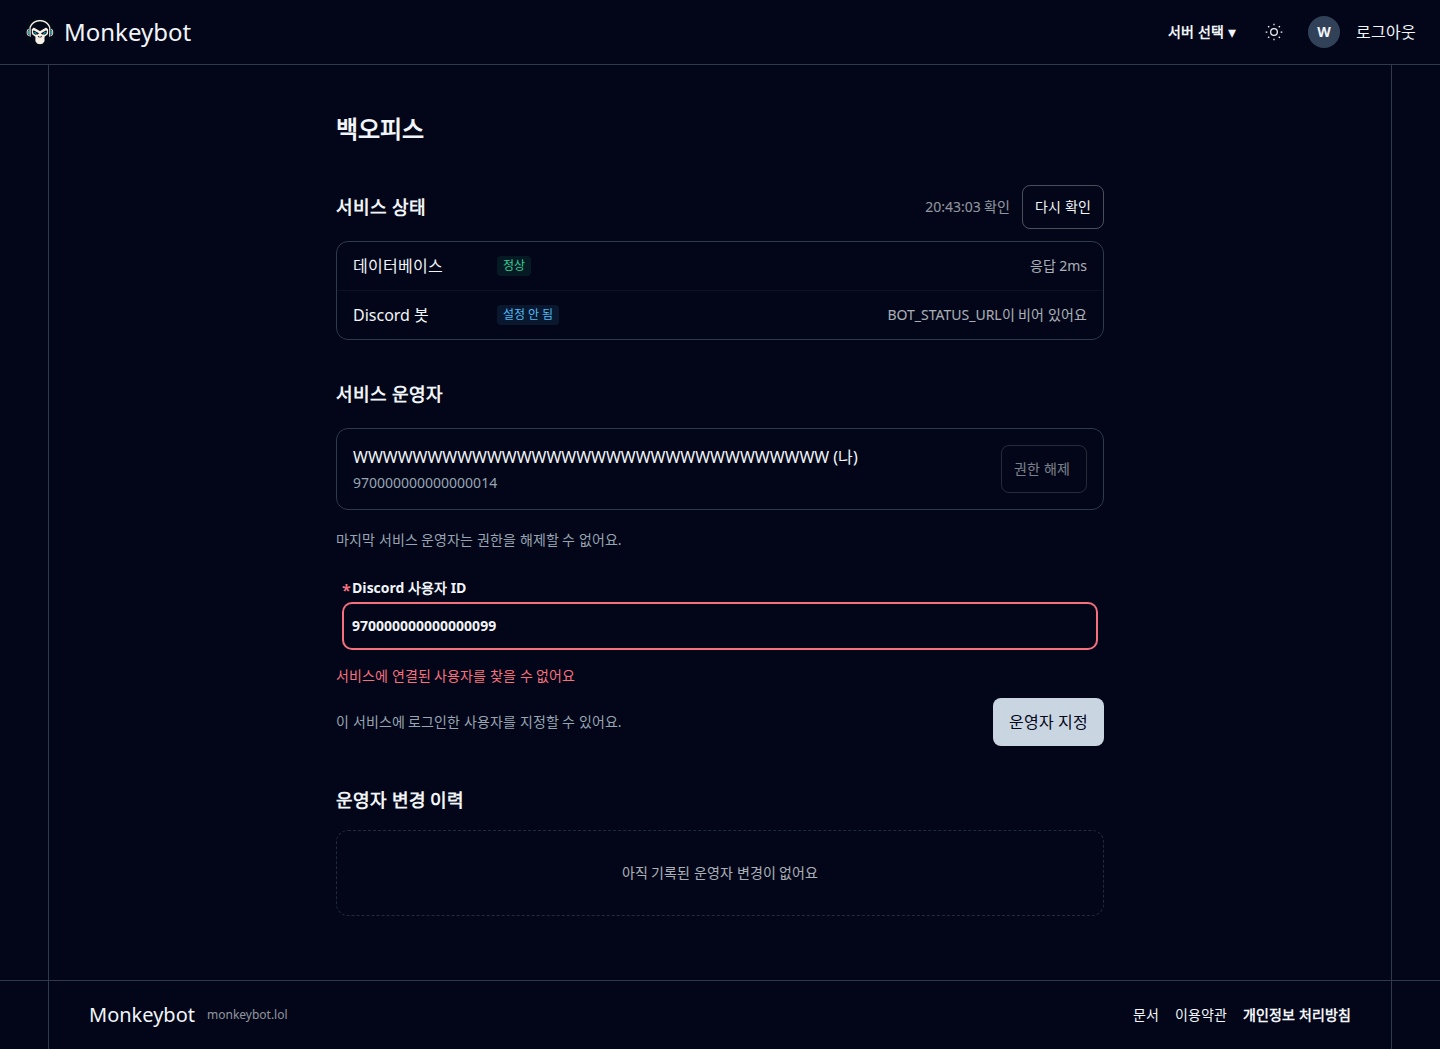 Monkeybot
서버 선택 ▾
W
로그아웃
백오피스
서비스 상태
20:43:03 확인
다시 확인
데이터베이스
정상
응답 2ms
Discord 봇
설정 안 됨
BOT_STATUS_URL이 비어 있어요
서비스 운영자
WWWWWWWWWWWWWWWWWWWWWWWWWWWWWWWW (나)
970000000000000014
권한 해제
마지막 서비스 운영자는 권한을 해제할 수 없어요.
*Discord 사용자 ID
970000000000000099
서비스에 연결된 사용자를 찾을 수 없어요
이 서비스에 로그인한 사용자를 지정할 수 있어요.
운영자 지정
운영자 변경 이력
아직 기록된 운영자 변경이 없어요
Monkeybot monkeybot.lol
문서
이용약관
개인정보 처리방침